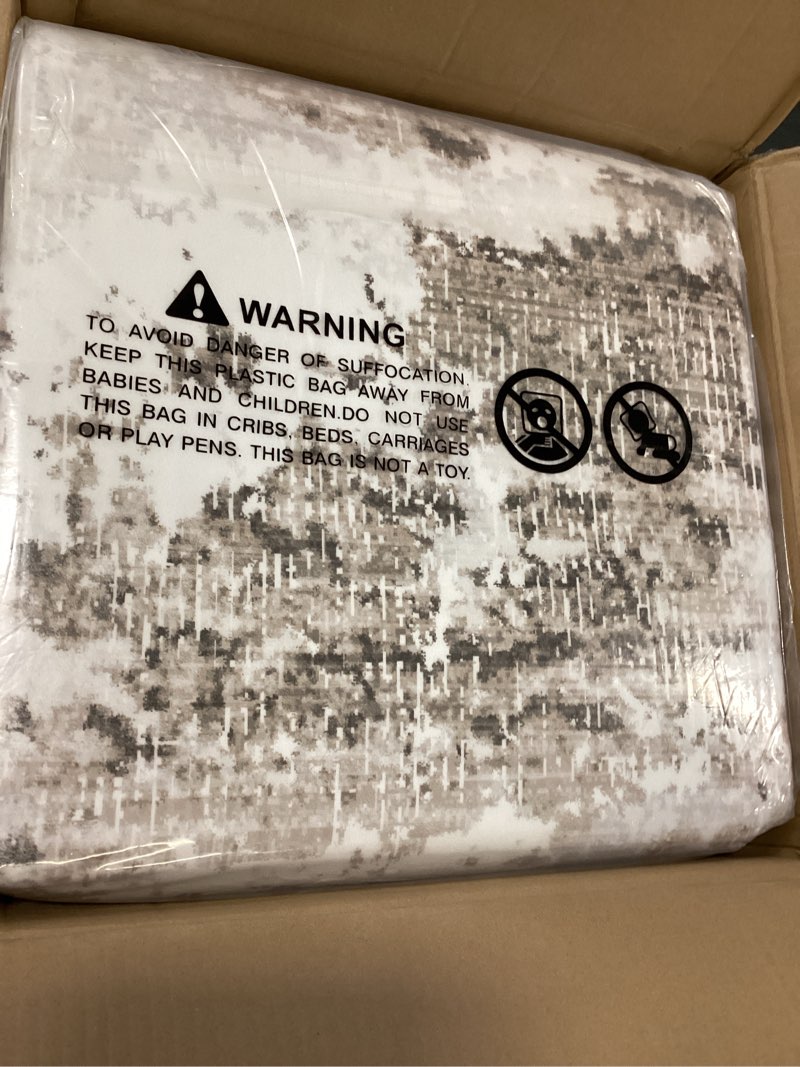 WARNING
TO AVOID DANGER OF SUFFOCATION
KEEP THIS PLASTIC BAG AWAY FROM
BABIES AND CHILDREN.DO NOT USE
THIS BAG IN CRIBS, BEDS, CARRIAGES
OR PLAY PENS. THIS BAG IS NOT A TOY.